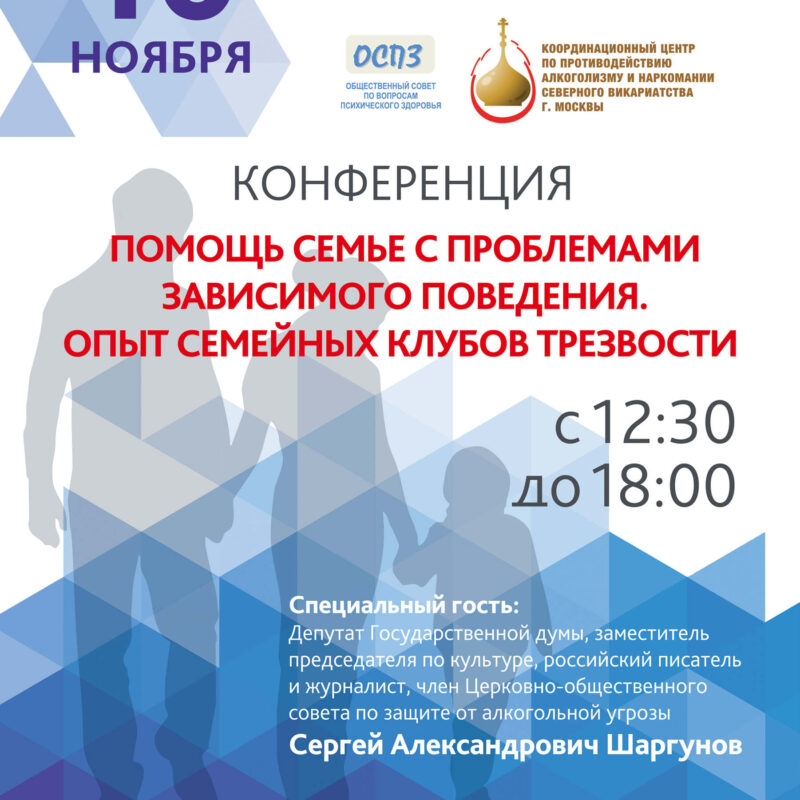 НОЯБРЯ
ОСПЗ
ОБЩЕСТВЕННЫЙ СОВЕТ
ПО ВОПРОСАМ
ПСИХИЧЕСКОГО ЗДОРОВЬЯ
КООРДИНАЦИОННЫЙ ЦЕНТР
ПО ПРОТИВОДЕЙСТВИЮ
АЛКОГОЛИЗМУ И НАРКОМАНИИ
СЕВЕРНОГО ВИКАРИАТСТВА
Г. МОСКВЫ
КОНФЕРЕНЦИЯ
ПОМОЩЬ СЕМЬЕ С ПРОБЛЕМАМИ
ЗАВИСИМОГО ПОВЕДЕНИЯ.
ОПЫТ СЕМЕЙНЫХ КЛУБОВ ТРЕЗВОСТИ
с 12:30
до 18:00
Специальный гость:
Депутат Государственной думы, заместитель
председателя по культуре, российский писатель
и журналист, член Церковно-общественного
совета по защите от алкогольной угрозы
Сергей Александрович Шаргунов